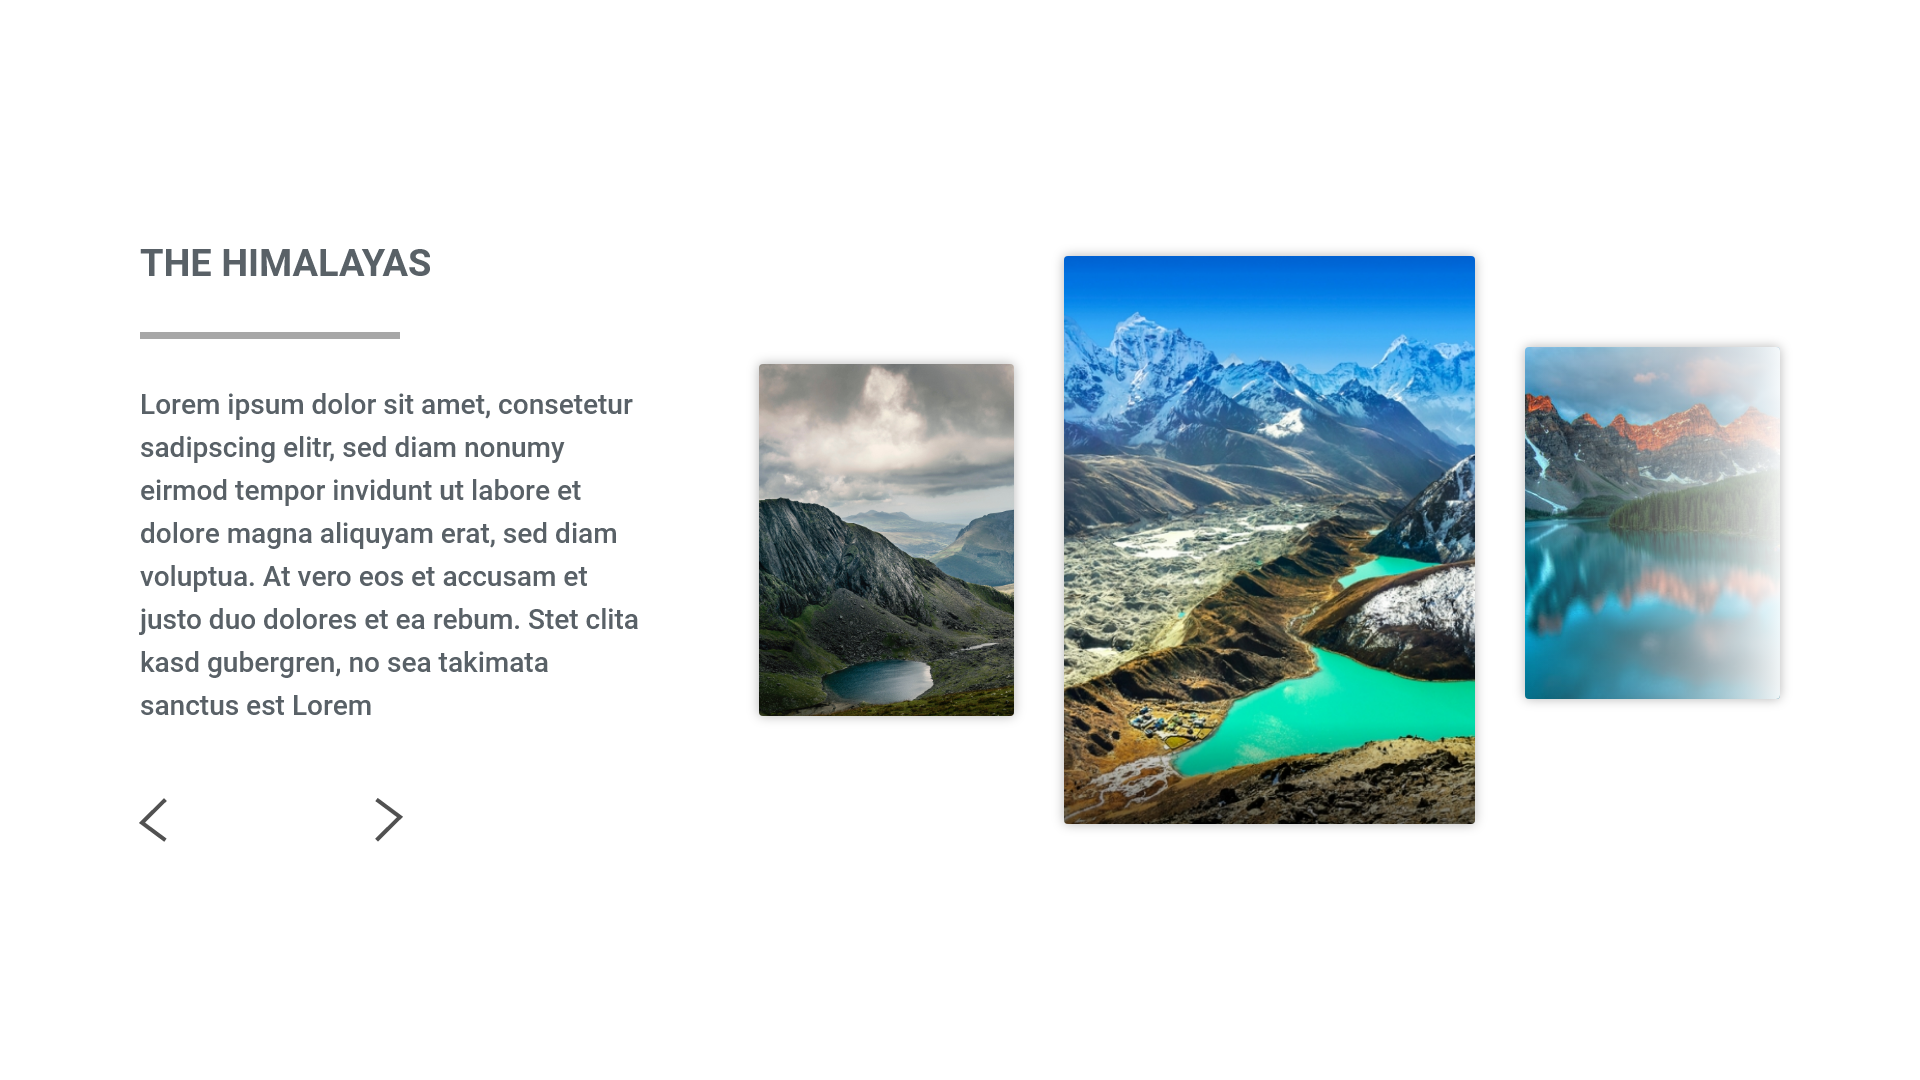 THE HIMALAYAS
Lorem ipsum dolor sit amet, consetetur
sadipscing elitr, sed diam nonumy
eirmod tempor invidunt ut labore et
dolore magna aliquyam erat, sed diam
voluptua. At vero eos et accusam et
justo duo dolores et ea rebum. Stet clita
kasd gubergren, no sea takimata
sanctus est Lorem